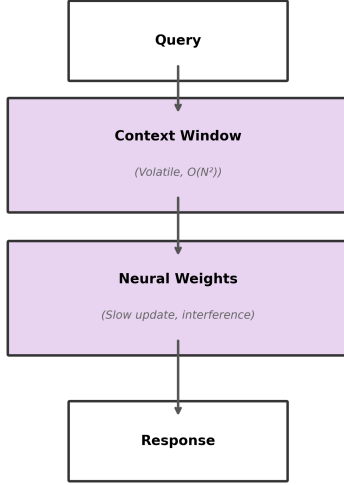 Query
Context Window
(Volatile, O(N²))
Neural Weights
(Slow update, interference)
Response